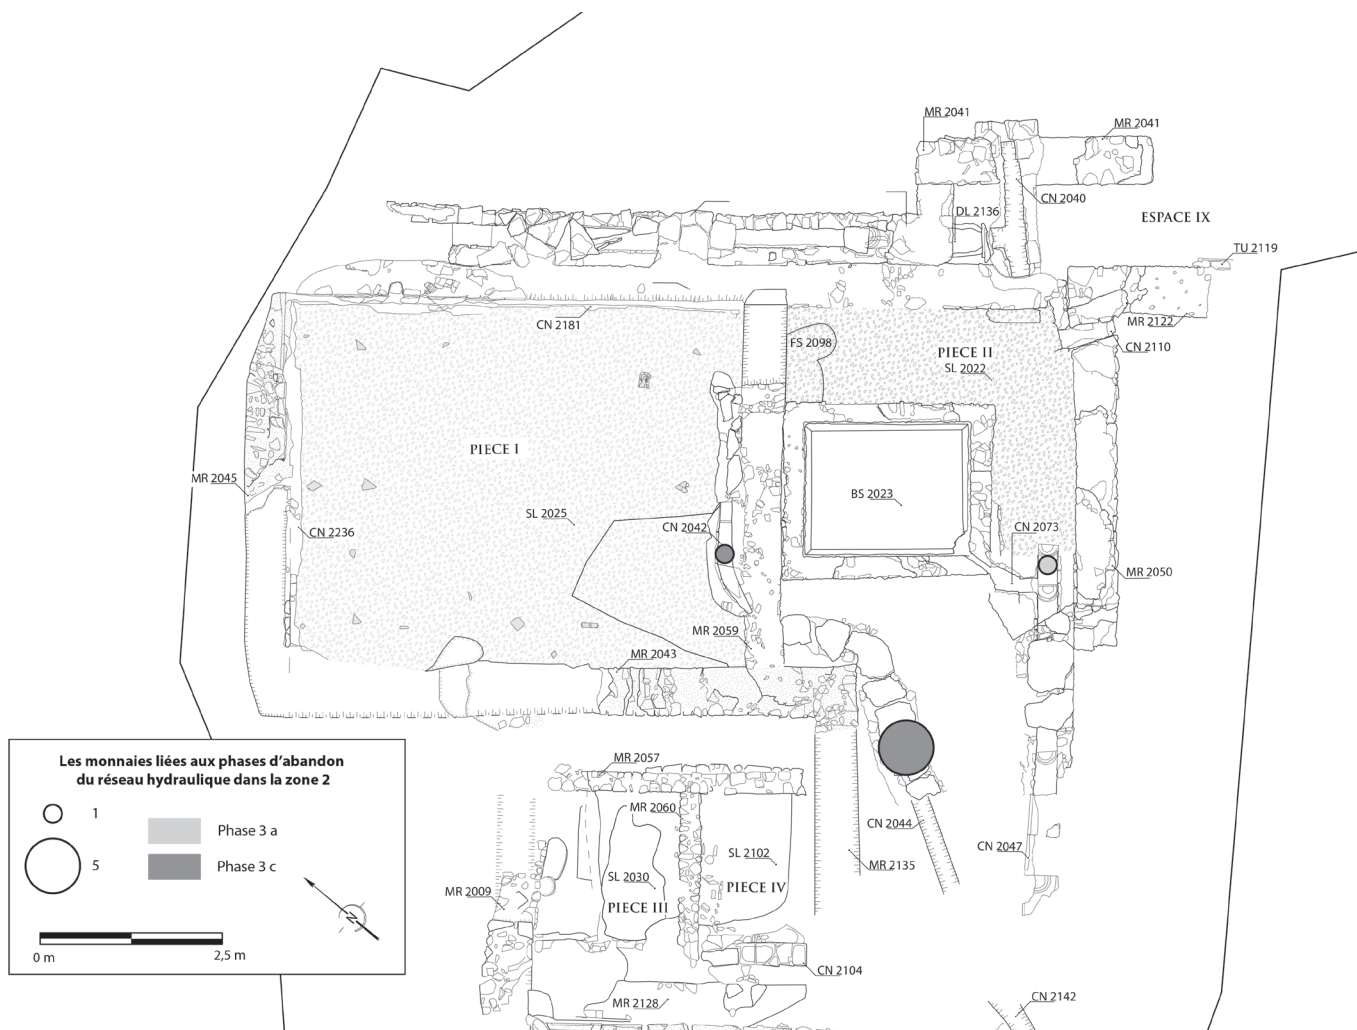 MR 2041
MR 2041
CN 2040
DL 2136
ESPACE IX
TU 2119
CN 2181
MR 2122
FS 2098
PIECE II
SL 2022
CN 2110
PIECE I
MR 2045
BS 2023
SL 2025
CN 2042
CN 2073
CN 2236
MR 2050
MR 2059
MR 2043
Les monnaies liées aux phases d’abandon
du réseau hydraulique dans la zone 2
1
Phase 3 a
5
Phase 3 c
N
0 m
2,5 m
MR 2057
MR 2060
CN 2044
CN 2047
SL 2102
MR 2135
SL 2030
PIECE IV
MR 2009
PIECE III
CN 2104
MR 2128
CN 2142